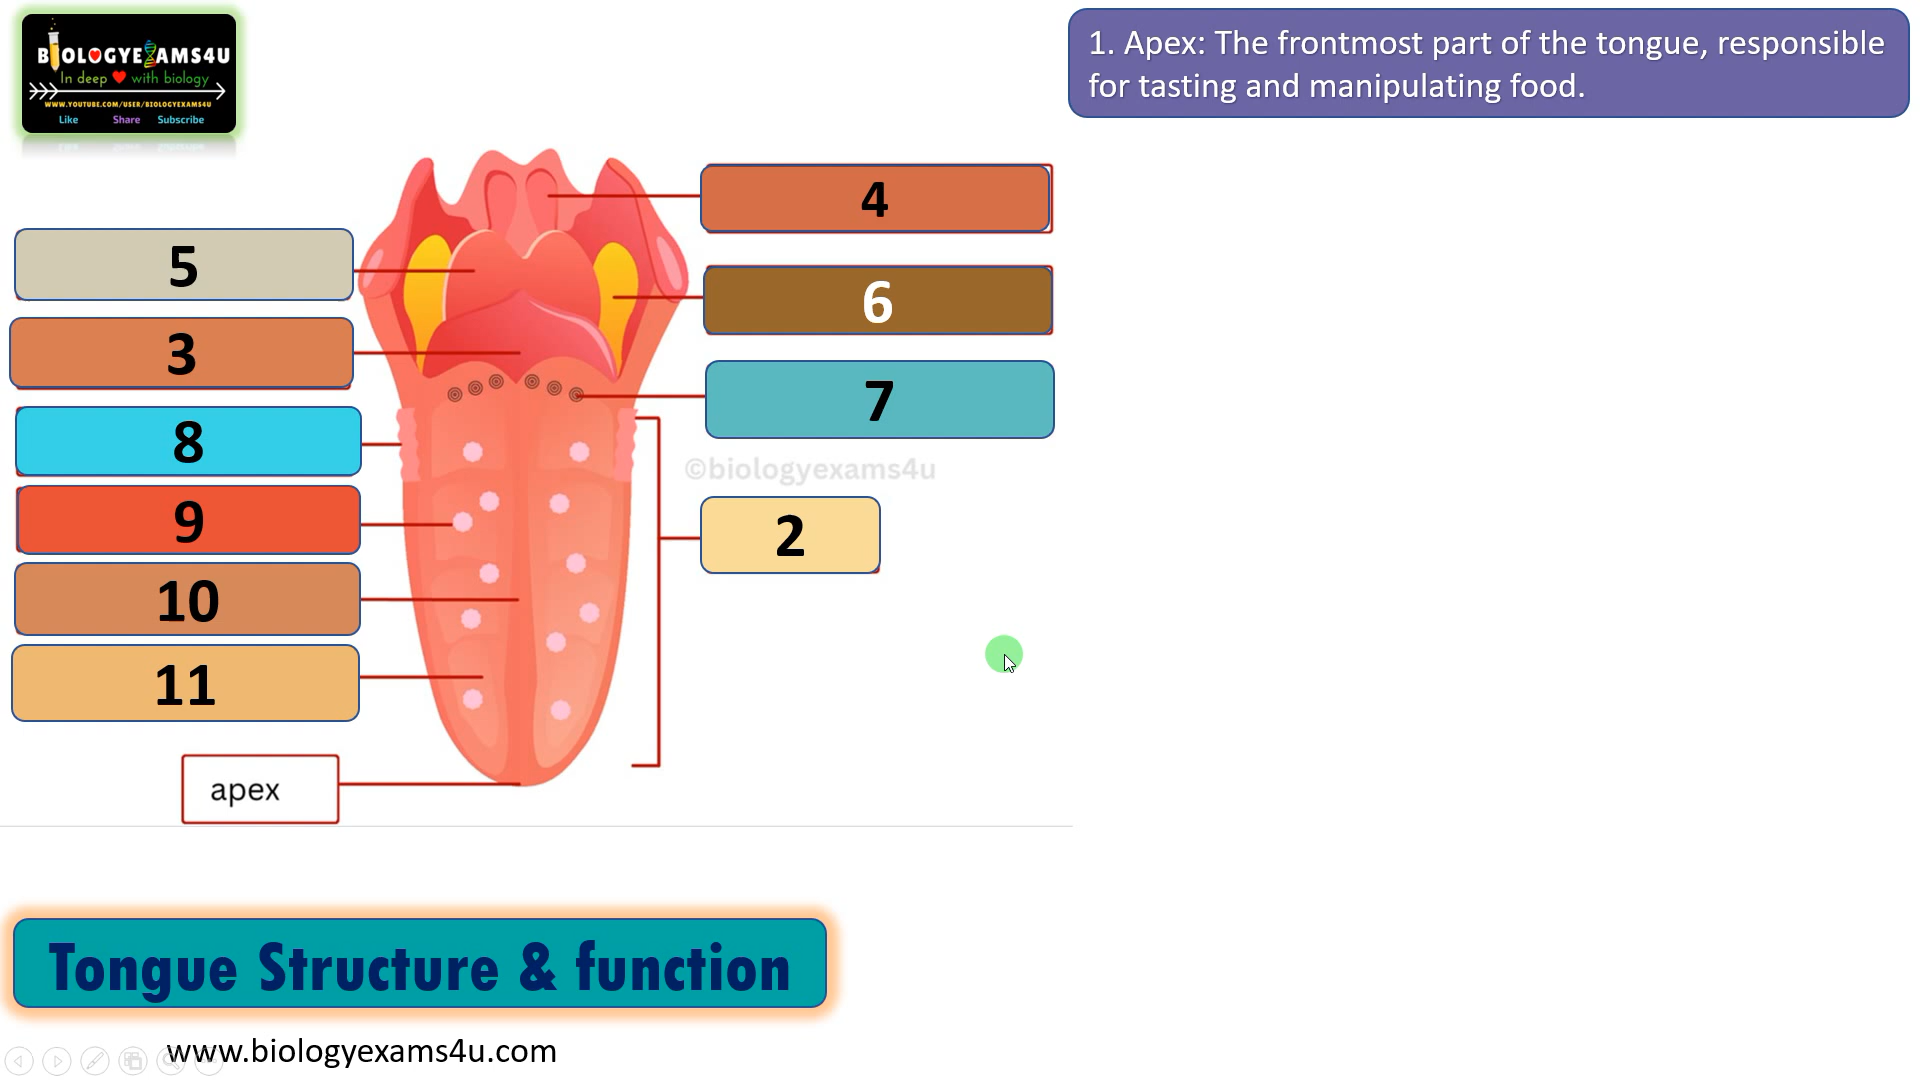 BIOLOGYEXAMS4U
In deep with biology
WWW.YOUTUBE.COM/USER/BIOLOGYEXAMS4U
Like Share Subscribe
1. Apex: The frontmost part of the tongue, responsible
for tasting and manipulating food.
4
5
6
3
7
8
©biologyexams4u
9
2
10
11
apex
Tongue Structure & function
www.biologyexams4u.com